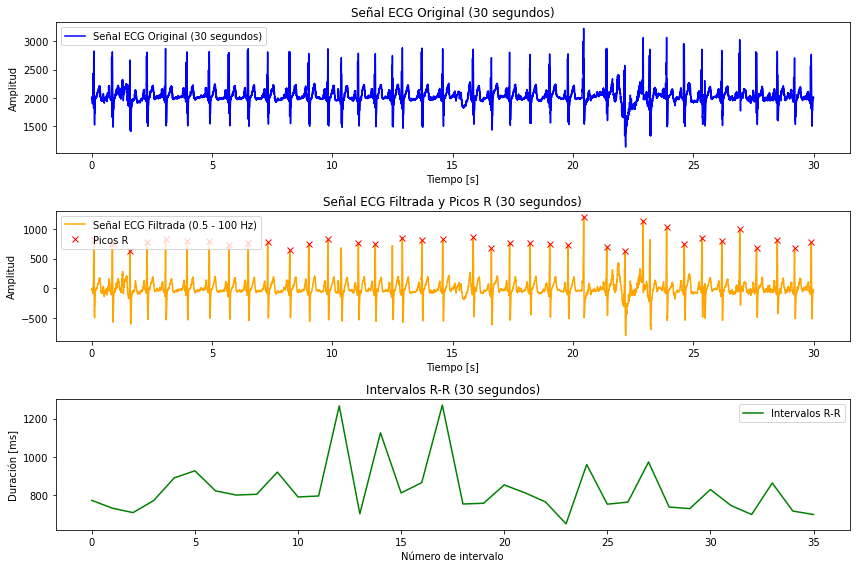 Señal ECG Original (30 segundos)
Señal ECG Original (30 segundos)
Amplitud
3000
2500
2000
1500
0 5 10 15 20 25 30
Tiempo [s]
Señal ECG Filtrada y Picos R (30 segundos)
Señal ECG Filtrada (0.5 - 100 Hz)
Picos R
Amplitud
1000
500
0
−500
0 5 10 15 20 25 30
Tiempo [s]
Intervalos R-R (30 segundos)
Intervalos R-R
Duración [ms]
1200
1000
800
0 5 10 15 20 25 30 35
Número de intervalo